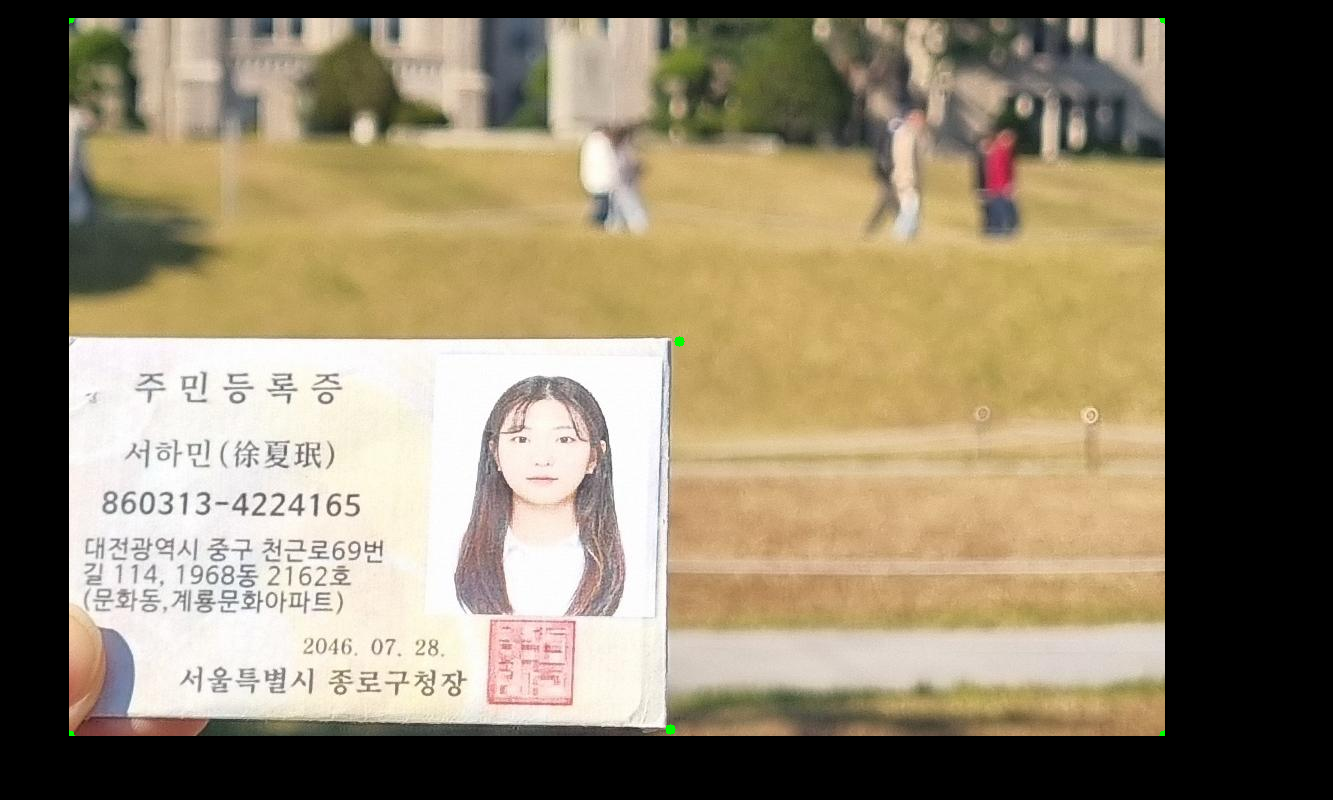 주민등록증
서하민(徐夏珉)
860313-4224165
대전광역시 중구 천근로69번
길 114, 1968동 2162호
(문화동,계룡문화아파트)
2046. 07. 28.
서울특별시 종로구청장